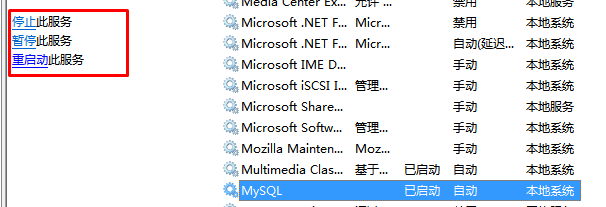 停止此服务
暂停此服务
重启动此服务
Media Center Ex... 允许 ... 禁用 本地服务
Microsoft .NET F... Micr... 禁用 本地系统
Microsoft .NET F... Micr... 自动(延迟... 本地系统
Microsoft IME D... 手动 本地系统
Microsoft iSCSI I... 管理... 手动 本地系统
Microsoft Share... 手动 本地服务
Microsoft Softw... 管理... 手动 本地系统
Mozilla Mainten... Moz... 手动 本地系统
Multimedia Clas... 基于... 已启动 自动 本地系统
MySQL 已启动 自动 本地系统